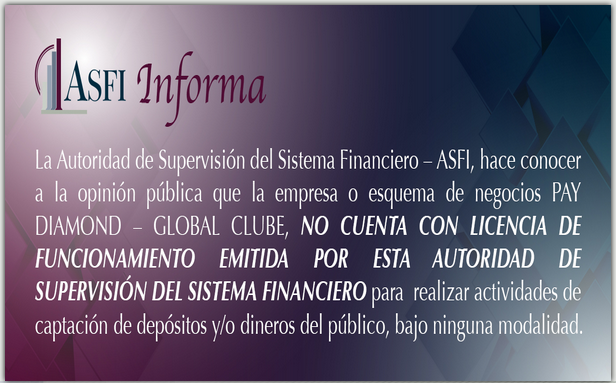 ASFI Informa
La Autoridad de Supervisión del Sistema Financiero – ASFI, hace conocer
a la opinión pública que la empresa o esquema de negocios PAY
DIAMOND – GLOBAL CLUBE, NO CUENTA CON LICENCIA DE
FUNCIONAMIENTO EMITIDA POR ESTA AUTORIDAD DE
SUPERVISIÓN DEL SISTEMA FINANCIERO para realizar actividades de
captación de depósitos y/o dineros del público, bajo ninguna modalidad.